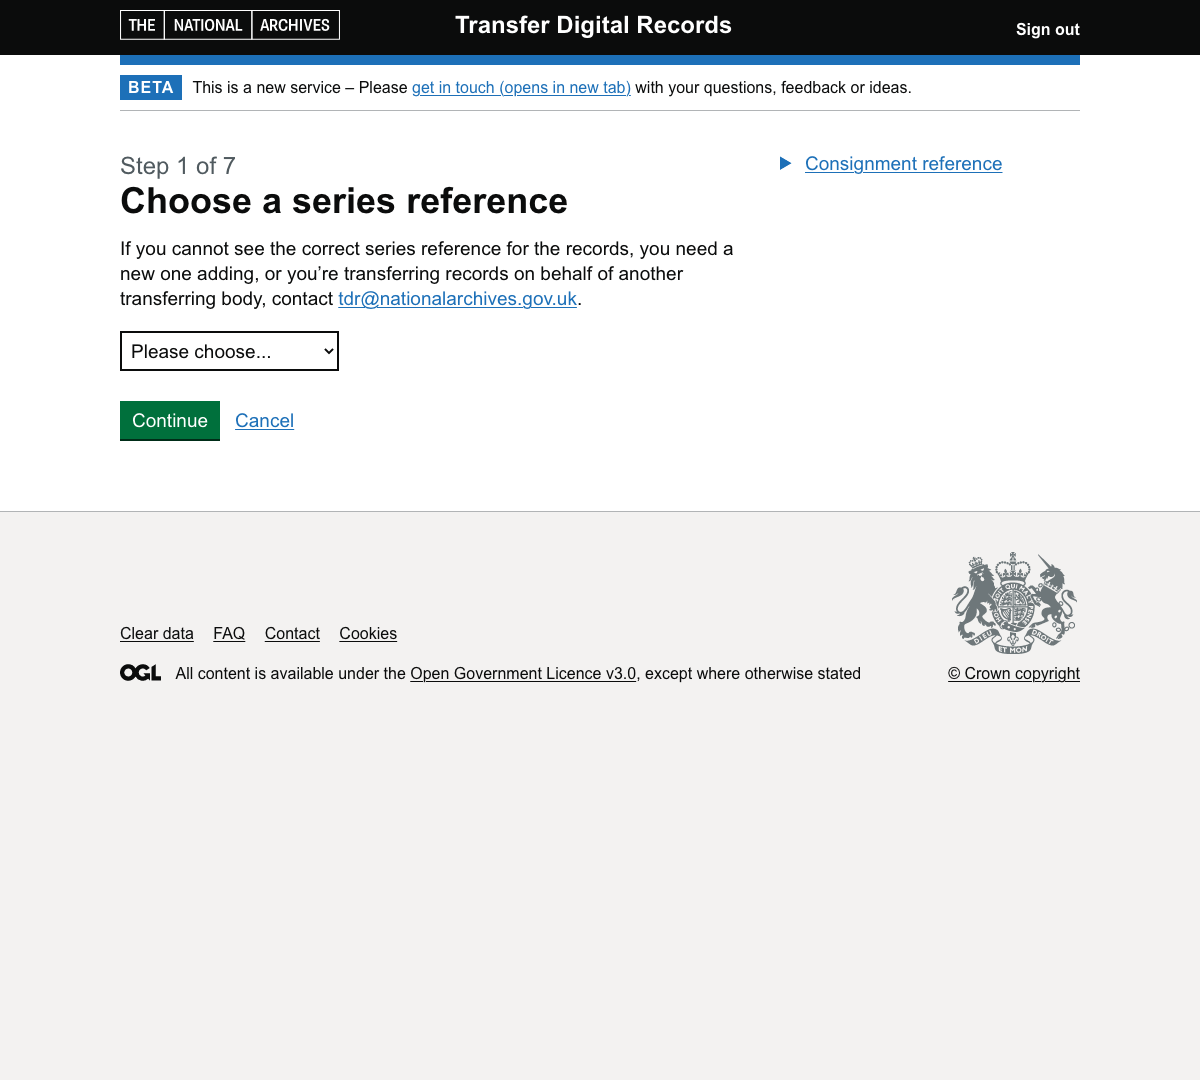 THE NATIONAL ARCHIVES
Transfer Digital Records
Sign out
BETA This is a new service – Please get in touch (opens in new tab) with your questions, feedback or ideas.
Step 1 of 7
Choose a series reference
If you cannot see the correct series reference for the records, you need a
new one adding, or you’re transferring records on behalf of another
transferring body, contact tdr@nationalarchives.gov.uk.
Please choose...
Continue Cancel
Consignment reference
Clear data FAQ Contact Cookies
OGL All content is available under the Open Government Licence v3.0, except where otherwise stated
DIEU ET MON DROIT
© Crown copyright